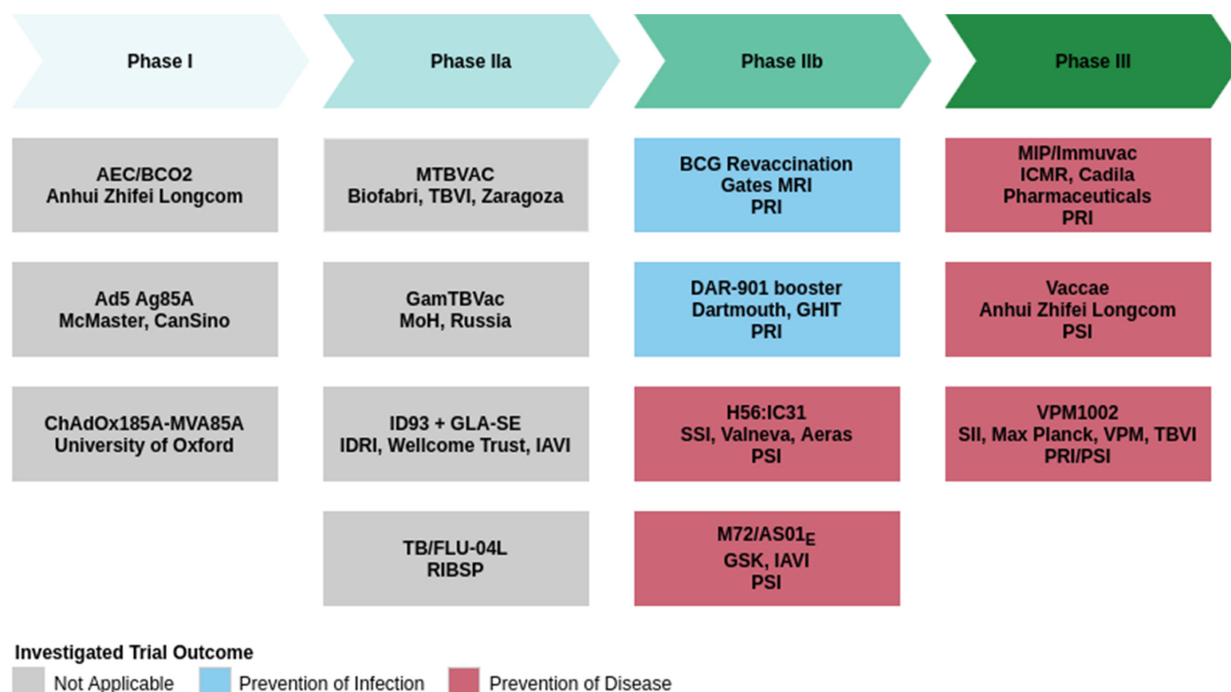 Phase I
Phase IIa
Phase IIb
Phase III
AEC/BCO2
Anhui Zhifei Longcom
MTBVAC
Biofabri, TBVI, Zaragoza
BCG Revaccination
Gates MRI
PRI
MIP/Immuvac
ICMR, Cadila
Pharmaceuticals
PRI
Ad5 Ag85A
McMaster, CanSino
GamTBVac
MoH, Russia
DAR-901 booster
Dartmouth, GHIT
PRI
Vaccae
Anhui Zhifei Longcom
PSI
ChAdOx185A-MVA85A
University of Oxford
ID93 + GLA-SE
IDRI, Wellcome Trust, IAVI
H56:IC31
SSI, Valneva, Aeras
PSI
VPM1002
SII, Max Planck, VPM, TBVI
PRI/PSI
TB/FLU-04L
RIBSP
M72/AS01E
GSK, IAVI
PSI
Investigated Trial Outcome
Not Applicable
Prevention of Infection
Prevention of Disease